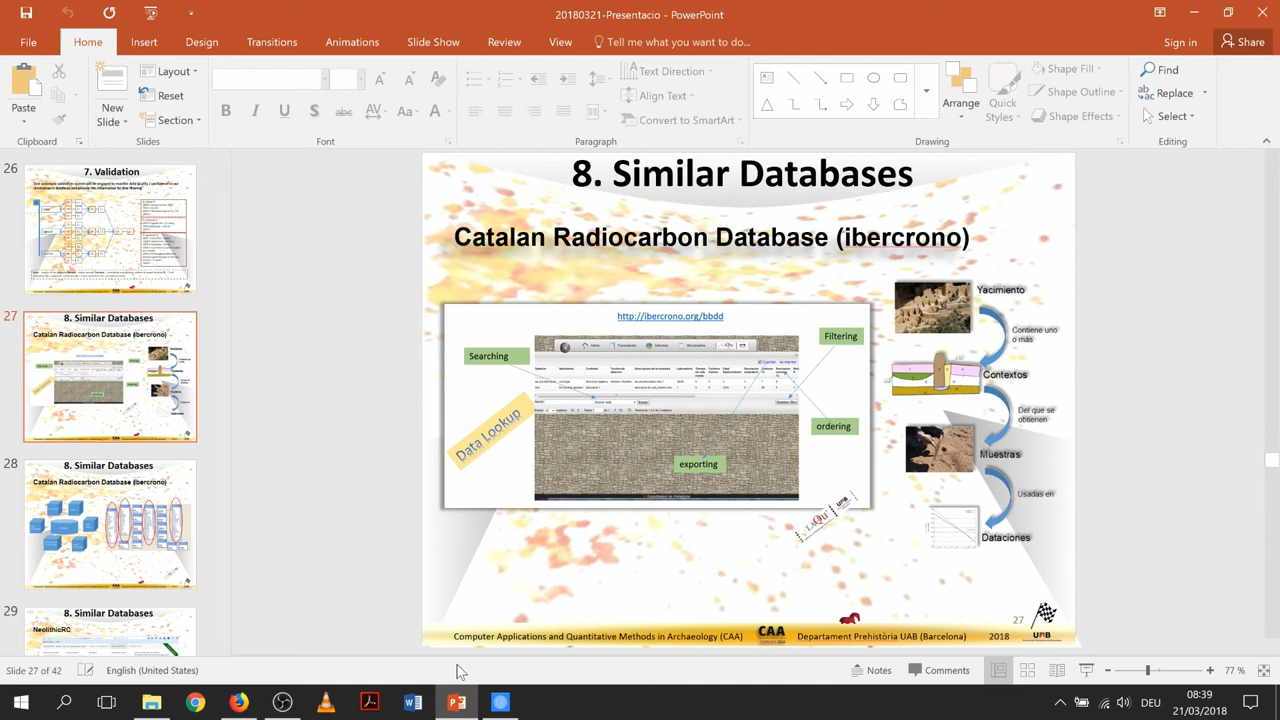 20180321-Presentacio - PowerPoint
File
Home
Insert
Design
Transitions
Animations
Slide Show
Review
View
Tell me what you want to do...
Sign in
Share
Paste
New
Slide
Layout
Reset
Section
B I U S abc AV Aa A
Text Direction
Align Text
Convert to SmartArt
Arrange
Quick
Styles
Shape Fill
Shape Outline
Shape Effects
Find
Replace
Select
Clipboard
Slides
Font
Paragraph
Drawing
Editing
26
7. Validation
27
8. Similar Databases
Catalan Radiocarbon Database (ibercrono)
28
8. Similar Databases
Catalan Radiocarbon Database (ibercrono)
29
8. Similar Databases
NeolithicRC
8. Similar Databases
Catalan Radiocarbon Database (ibercrono)
http://ibercrono.org/bbdd
Searching
Filtering
Data Lookup
ordering
exporting
Yacimiento
Contiene uno
o más
Contextos
Del que se
obtienen
Muestras
Usadas en
Dataciones
27
Computer Applications and Quantitative Methods in Archaeology (CAA)
CAA
Departament Prehistòria UAB (Barcelona)
2018
UAB
Slide 27 of 42
English (United States)
Notes
Comments
77 %
DEU
08:39
21/03/2018